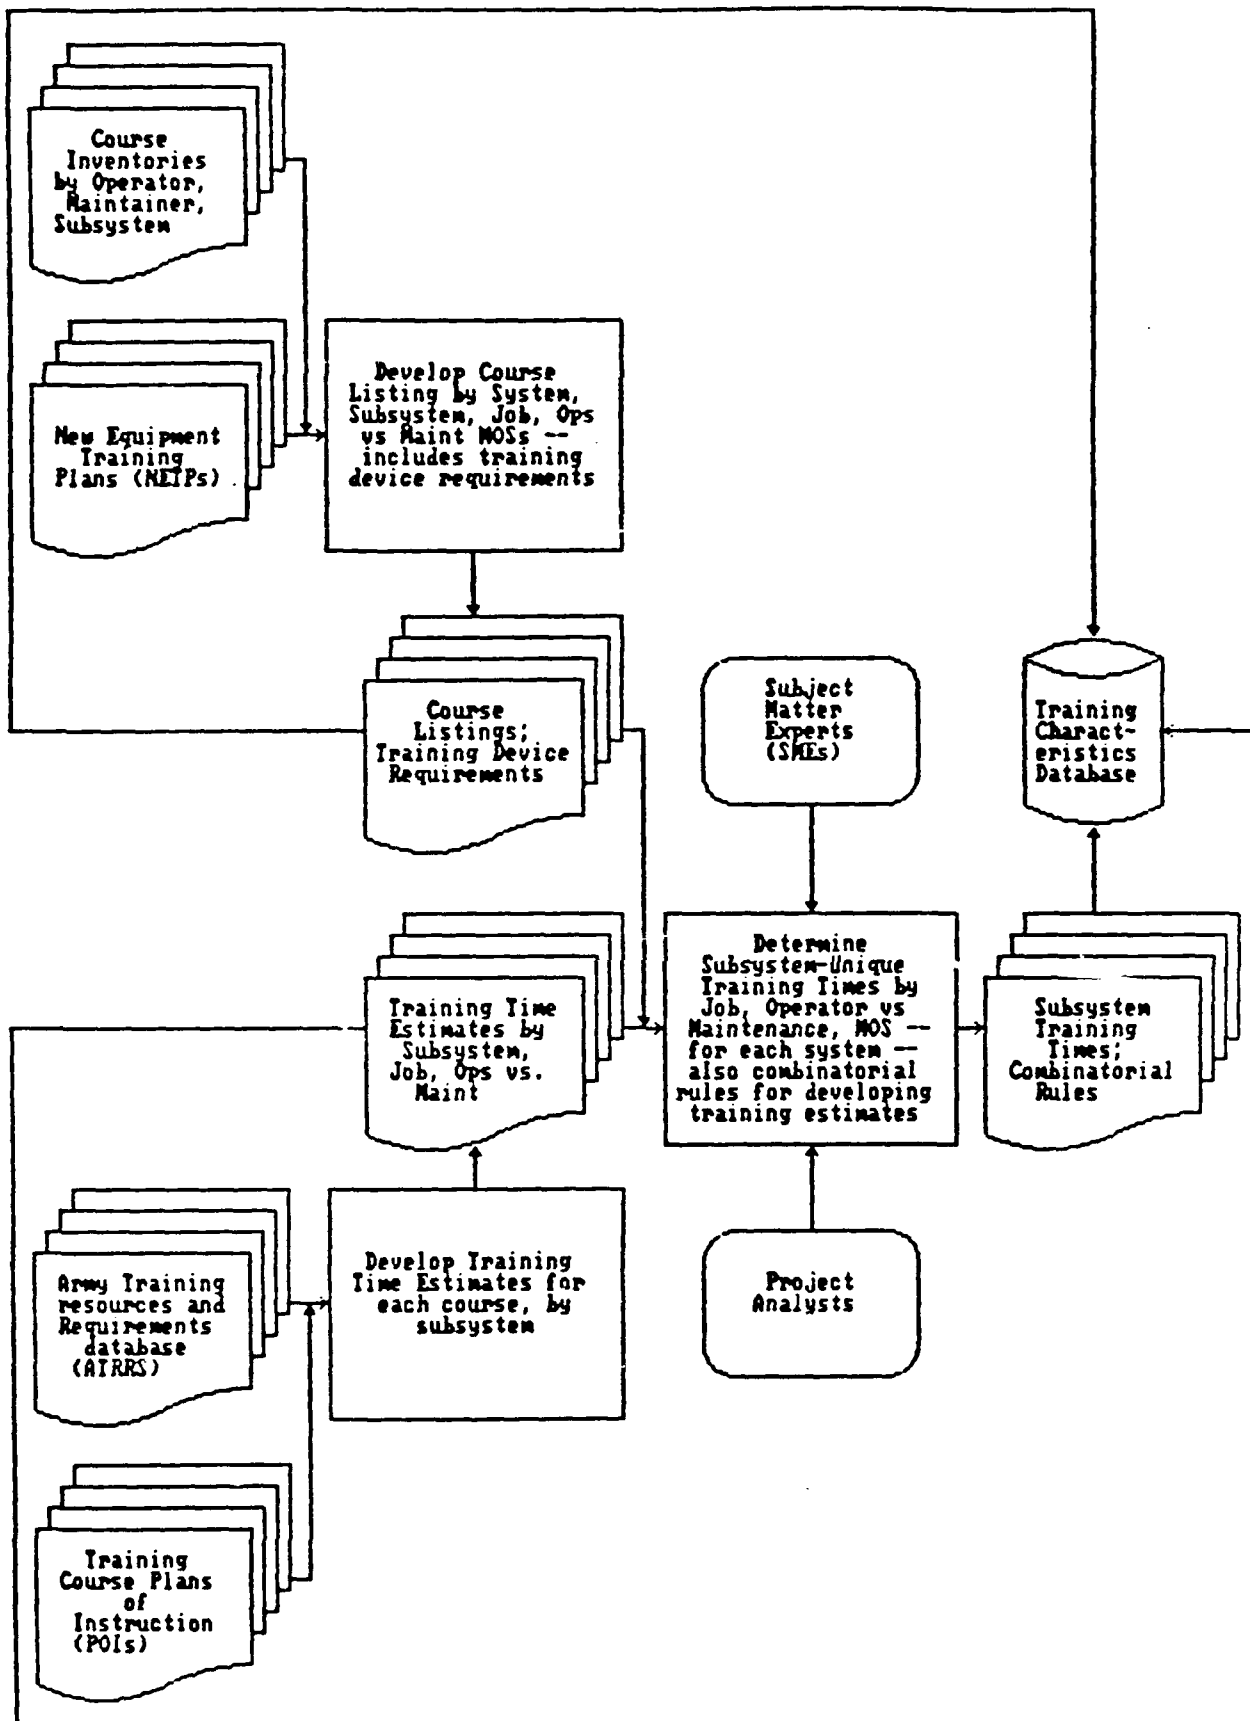 Course
Inventories
by Operator,
Maintainer,
Subsystem
New Equipment
Training
Plans (NETPs)
Develop Course
Listing by System,
Subsystem, Job, Ops
vs Maint MOSs --
includes training
device requirements
Course
Listings;
Training Device
Requirements
Subject
Matter
Experts
(SMEs)
Training
Charact-
eristics
Database
Training Time
Estimates by
Subsystem,
Job, Ops vs.
Maint
Determine
Subsystem-Unique
Training Times by
Job, Operator vs
Maintenance, MOS --
for each system --
also combinatorial
rules for developing
training estimates
Subsystem
Training
Times;
Combinatorial
Rules
Army Training
resources and
Requirements
database
(ATRRS)
Develop Training
Time Estimates for
each course, by
subsystem
Project
Analysts
Training
Course Plans
of
Instruction
(POIs)